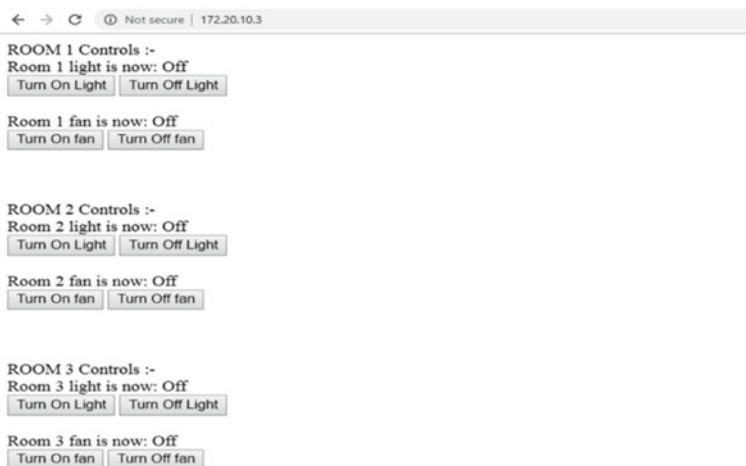 Not secure | 172.20.10.3
ROOM 1 Controls :-
Room 1 light is now: Off
Turn On Light Turn Off Light
Room 1 fan is now: Off
Turn On fan Turn Off fan
ROOM 2 Controls :-
Room 2 light is now: Off
Turn On Light Turn Off Light
Room 2 fan is now: Off
Turn On fan Turn Off fan
ROOM 3 Controls :-
Room 3 light is now: Off
Turn On Light Turn Off Light
Room 3 fan is now: Off
Turn On fan Turn Off fan